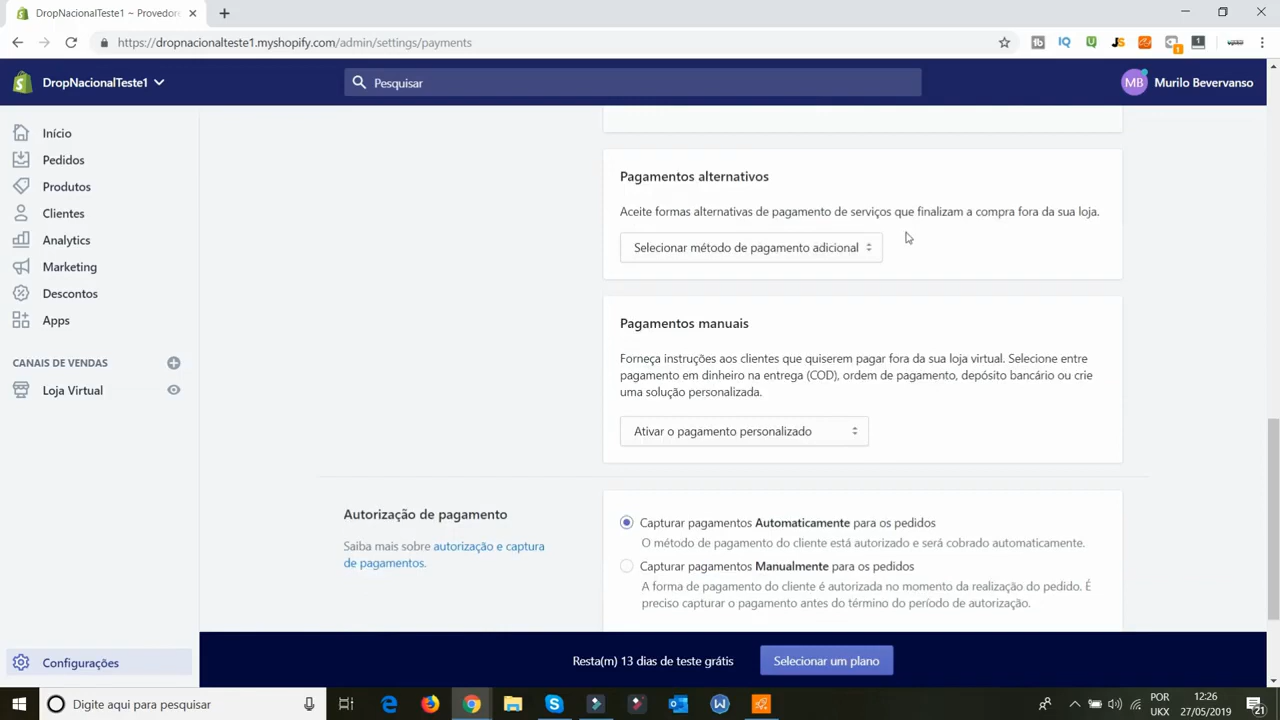 DropNacionalTeste1 ~ Provedore
https://dropnacionalteste1.myshopify.com/admin/settings/payments
IQ
JS
1
1
DropNacionalTeste1
Pesquisar
MB
Murilo Bevervanso
Início
Pedidos
Produtos
Clientes
Analytics
Marketing
Descontos
Apps
CANAIS DE VENDAS
Loja Virtual
Configurações
Pagamentos alternativos
Aceite formas alternativas de pagamento de serviços que finalizam a compra fora da sua loja.
Selecionar método de pagamento adicional
Pagamentos manuais
Forneça instruções aos clientes que quiserem pagar fora da sua loja virtual. Selecione entre
pagamento em dinheiro na entrega (COD), ordem de pagamento, depósito bancário ou crie
uma solução personalizada.
Ativar o pagamento personalizado
Autorização de pagamento
Saiba mais sobre autorização e captura
de pagamentos.
Capturar pagamentos Automaticamente para os pedidos
O método de pagamento do cliente está autorizado e será cobrado automaticamente.
Capturar pagamentos Manualmente para os pedidos
A forma de pagamento do cliente é autorizada no momento da realização do pedido. É
preciso capturar o pagamento antes do término do período de autorização.
Resta(m) 13 dias de teste grátis
Selecionar um plano
Digite aqui para pesquisar
POR
UKX
12:26
27/05/2019
21